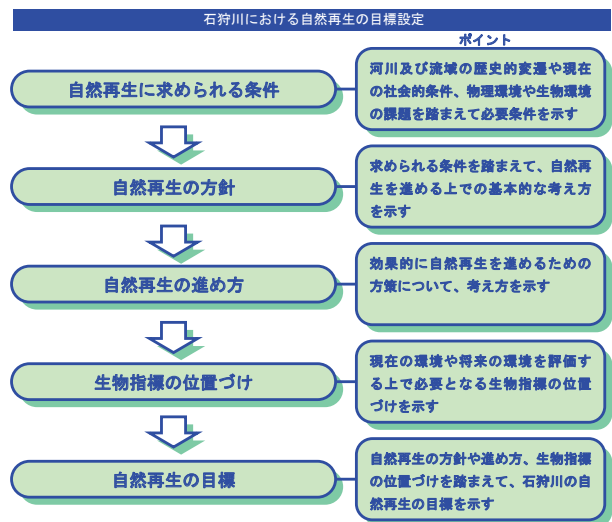 石狩川における自然再生の目標設定
ポイント
自然再生に求められる条件
河川及び流域の歴史的変遷や現在
の社会的条件、物理環境や生物環境
の課題を踏まえて必要条件を示す
自然再生の方針
求められる条件を踏まえて、自然再
生を進める上での基本的な考え方
を示す
自然再生の進め方
効果的に自然再生を進めるための
方策について、考え方を示す
生物指標の位置づけ
現在の環境や将来の環境を評価す
る上で必要となる生物指標の位置
づけを示す
自然再生の目標
自然再生の方針や進め方、生物指標
の位置づけを踏まえて、石狩川の自
然再生の目標を示す